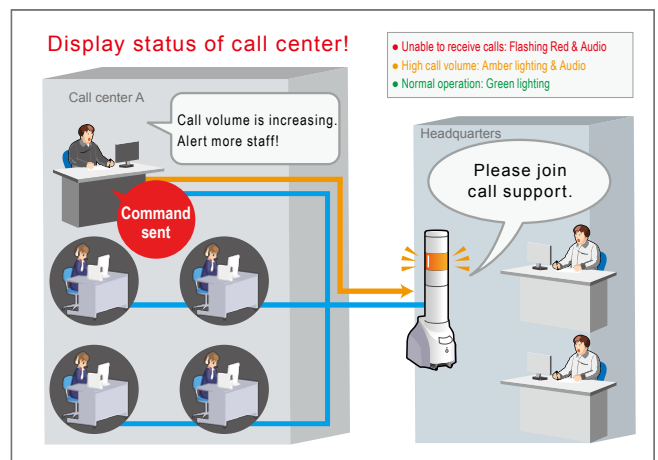 Display status of call center!
● Unable to receive calls: Flashing Red & Audio
● High call volume: Amber lighting & Audio
● Normal operation: Green lighting
Call center A
Call volume is increasing.
Alert more staff!
Command
sent
Headquarters
Please join
call support.